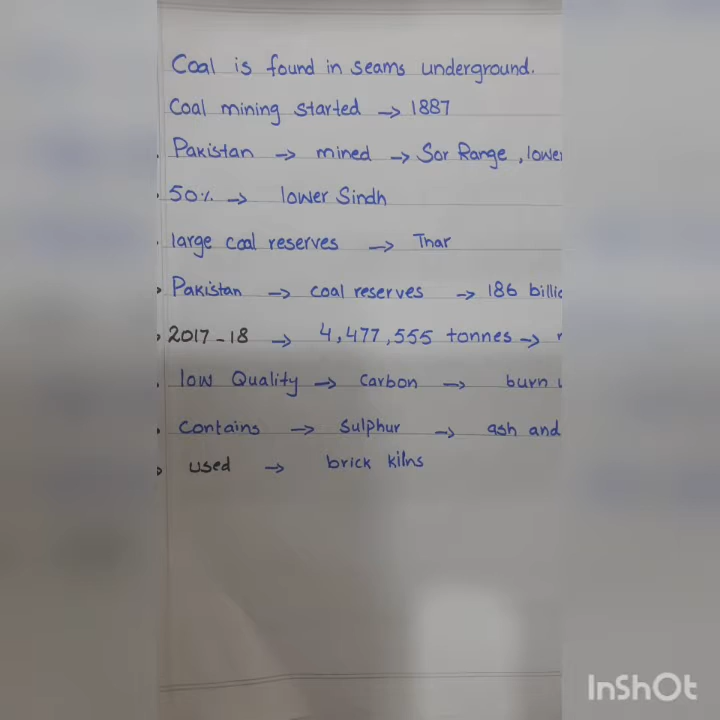 Coal is found in seams underground.
Coal mining started → 1887
Pakistan → mined → Sor Range, lower
50% → lower Sindh
large coal reserves → Thar
Pakistan → coal reserves → 186
2017-18 → 4,477,555 tonnes →
low Quality → carbon → burn
Contains → Sulphur → ash and
used → brick kilns
InShOt